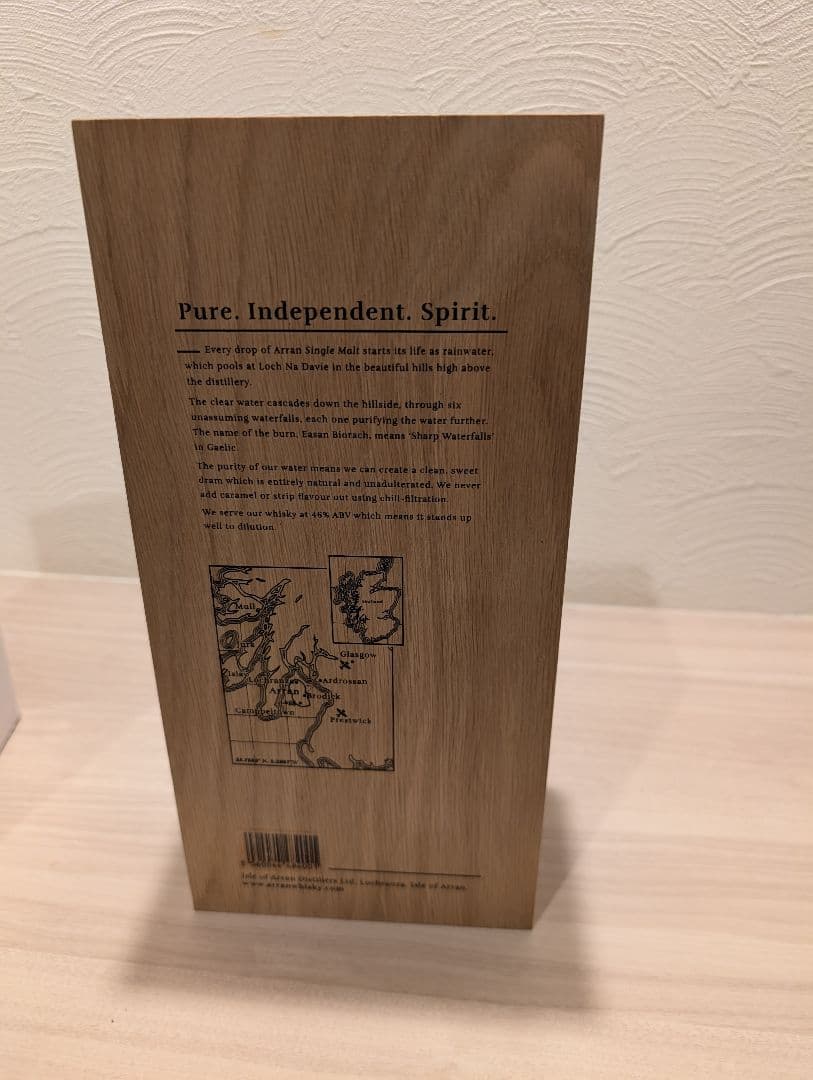 Pure. Independent. Spirit.
Every drop of Arran Single Malt starts its life as rainwater,
which pools at Loch Na Davie in the beautiful hills high above
the distillery.
The clear water cascades down the hillside, through six
unassuming waterfalls, each one purifying the water further.
The name of the burn, Easan Biorach, means 'Sharp Waterfalls'
in Gaelic.
The purity of our water means we can create a clean, sweet
dram which is entirely natural and unadulterated. We never
add caramel or strip flavour out using chill-filtration.
We serve our whisky at 46% ABV which means it stands up
well to dilution.
Mull
Scotland
Jura
Glasgow
Islay
Lochranza
Ardrossan
Arran
Brodick
Campbeltown
Prestwick
Isle of Arran Distillers Ltd, Lochranza, Isle of Arran.
www.arranwhisky.com